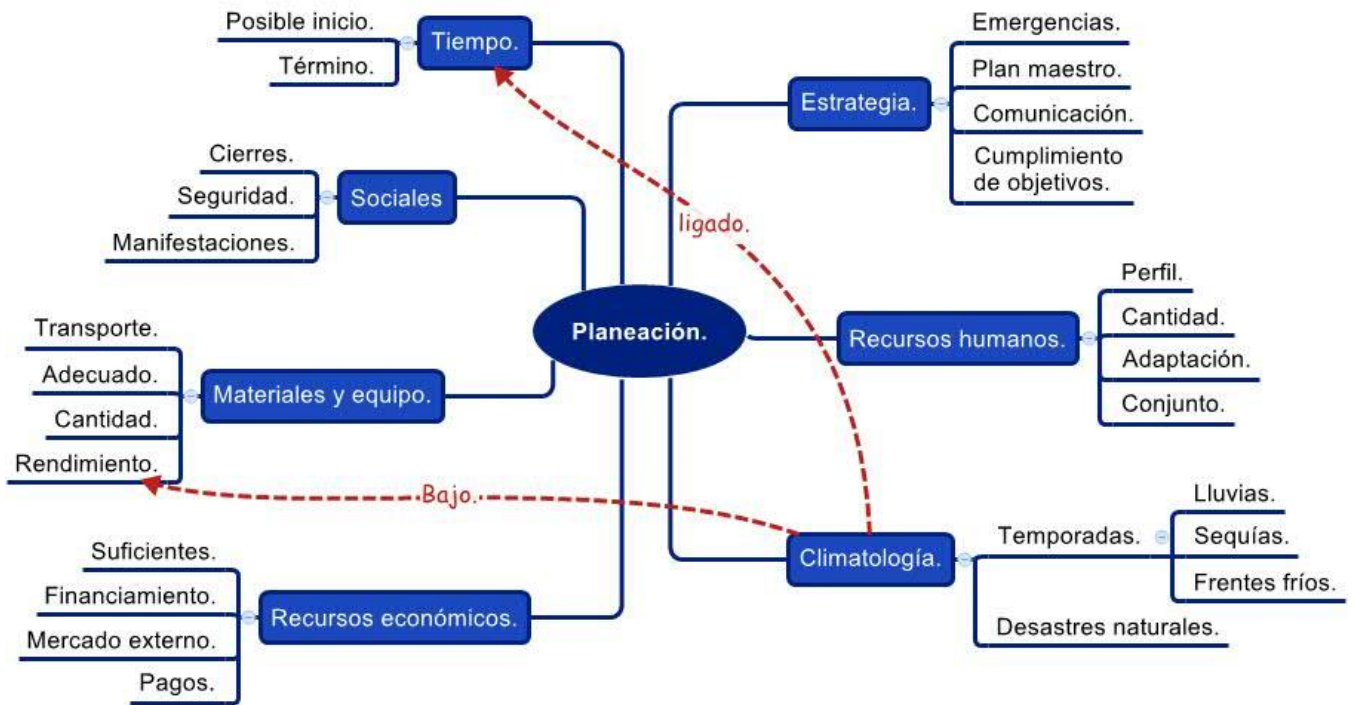 Planeación.
Tiempo.
Posible inicio.
Término.
Sociales
Cierres.
Seguridad.
Manifestaciones.
Materiales y equipo.
Transporte.
Adecuado.
Cantidad.
Rendimiento.
Recursos económicos.
Suficientes.
Financiamiento.
Mercado externo.
Pagos.
Estrategia.
Emergencias.
Plan maestro.
Comunicación.
Cumplimiento
de objetivos.
Recursos humanos.
Perfil.
Cantidad.
Adaptación.
Conjunto.
Climatología.
Temporadas.
Lluvias.
Sequías.
Frentes fríos.
Desastres naturales.
ligado.
Bajo.